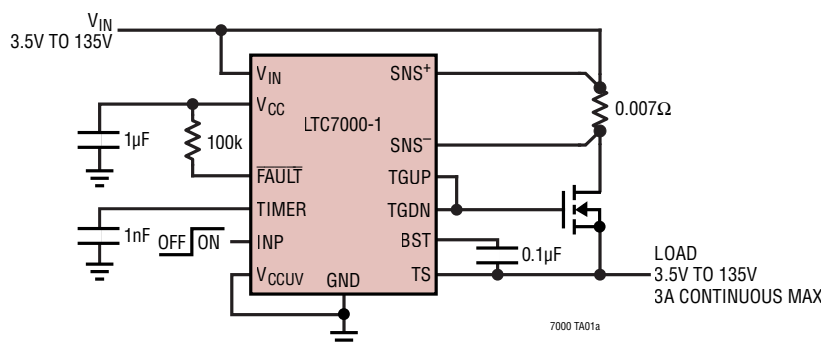 VIN
3.5V TO 135V
VIN
SNS+
VCC
LTC7000-1
0.007Ω
1µF
100k
SNS–
FAULT
TGUP
TIMER
TGDN
1nF
OFF ON
INP
BST
0.1µF
VCCUV
GND
TS
LOAD
3.5V TO 135V
3A CONTINUOUS MAX
7000 TA01a